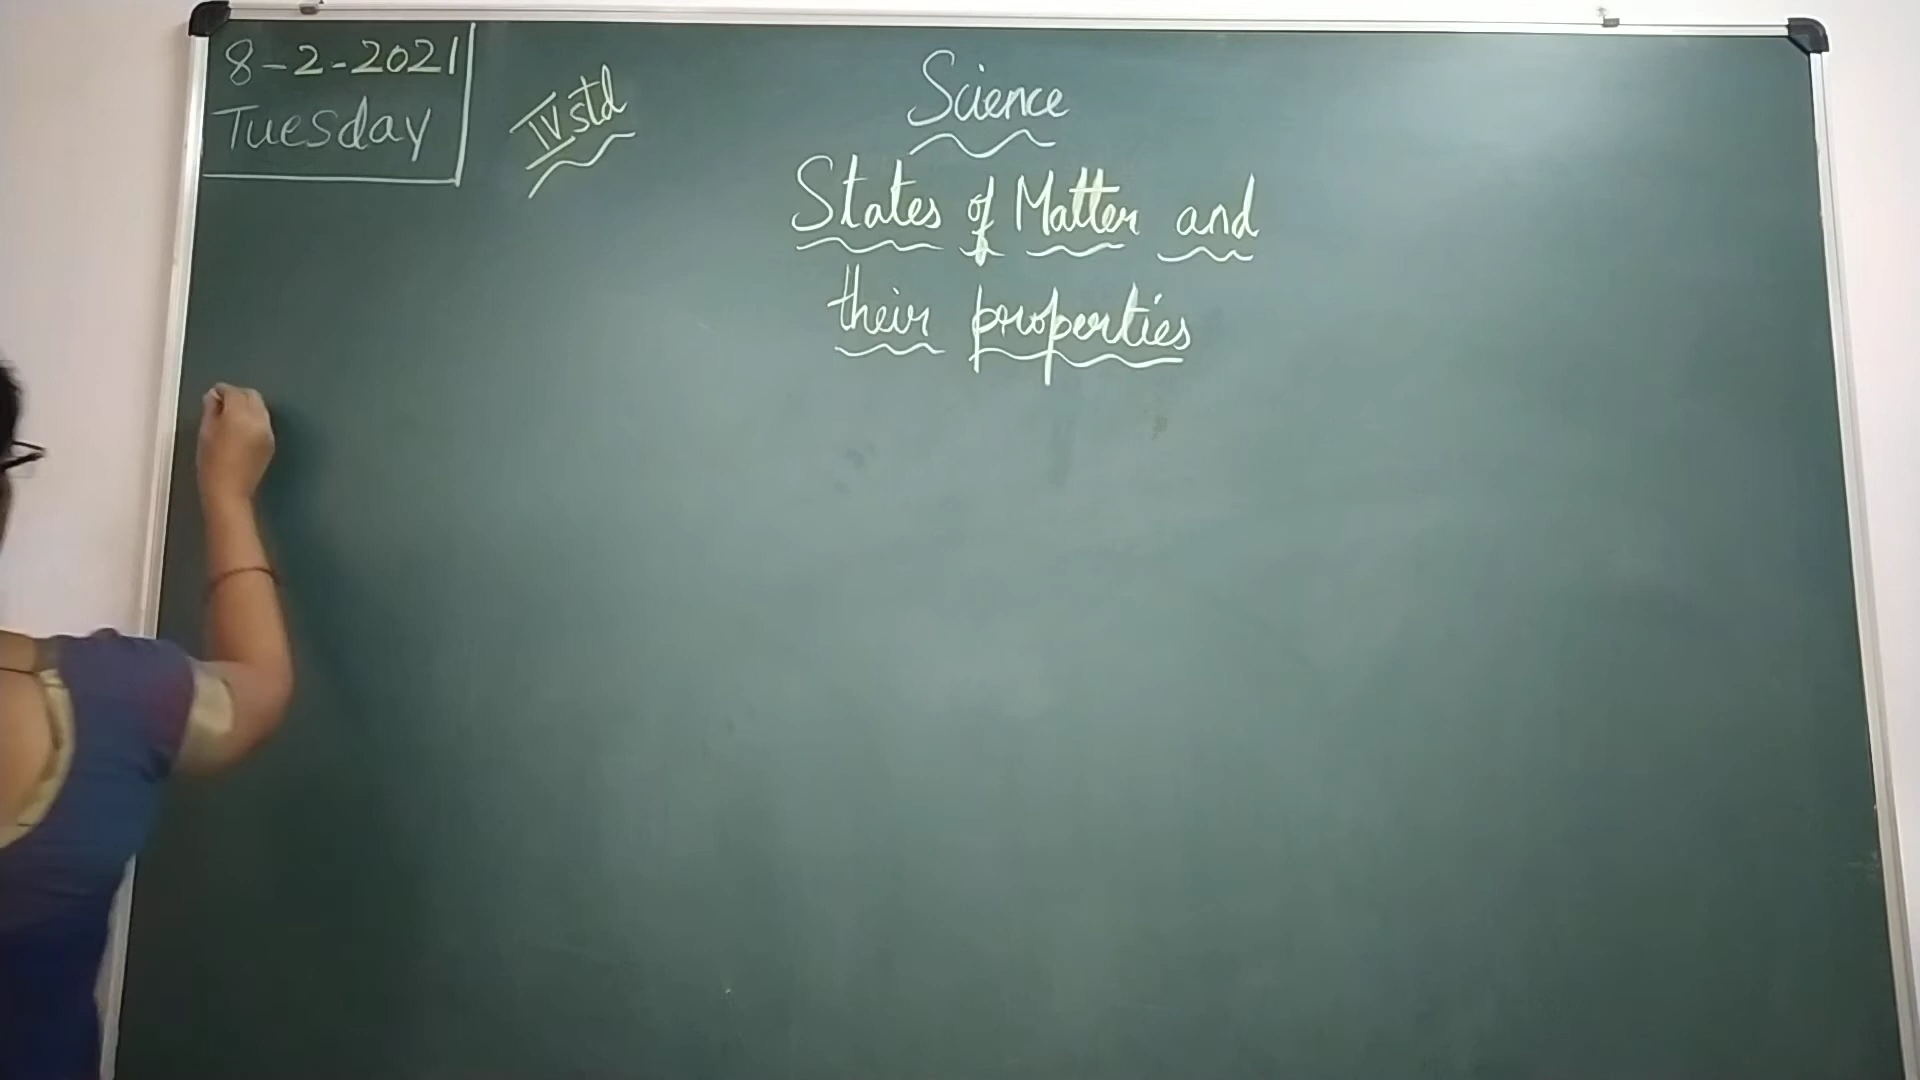 8-2-2021
Tuesday
IV std
Science
States of Matter and
their properties